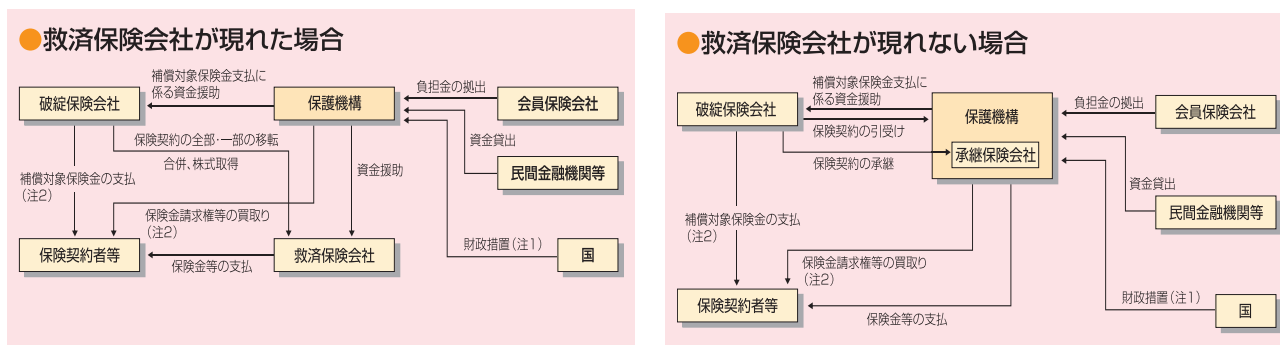 ●救済保険会社が現れた場合
補償対象保険金支払に
係る資金援助
破綻保険会社
保護機構
負担金の拠出
会員保険会社
保険契約の全部・一部の移転
合併、株式取得
資金貸出
資金援助
民間金融機関等
補償対象保険金の支払
(注2)
保険金請求権等の買取り
(注2)
財政措置(注1)
保険契約者等
保険金等の支払
救済保険会社
国
●救済保険会社が現れない場合
補償対象保険金支払に
係る資金援助
破綻保険会社
保護機構
負担金の拠出
会員保険会社
保険契約の引受け
承継保険会社
保険契約の承継
資金貸出
民間金融機関等
補償対象保険金の支払
(注2)
保険金請求権等の買取り
(注2)
財政措置(注1)
保険契約者等
保険金等の支払
国